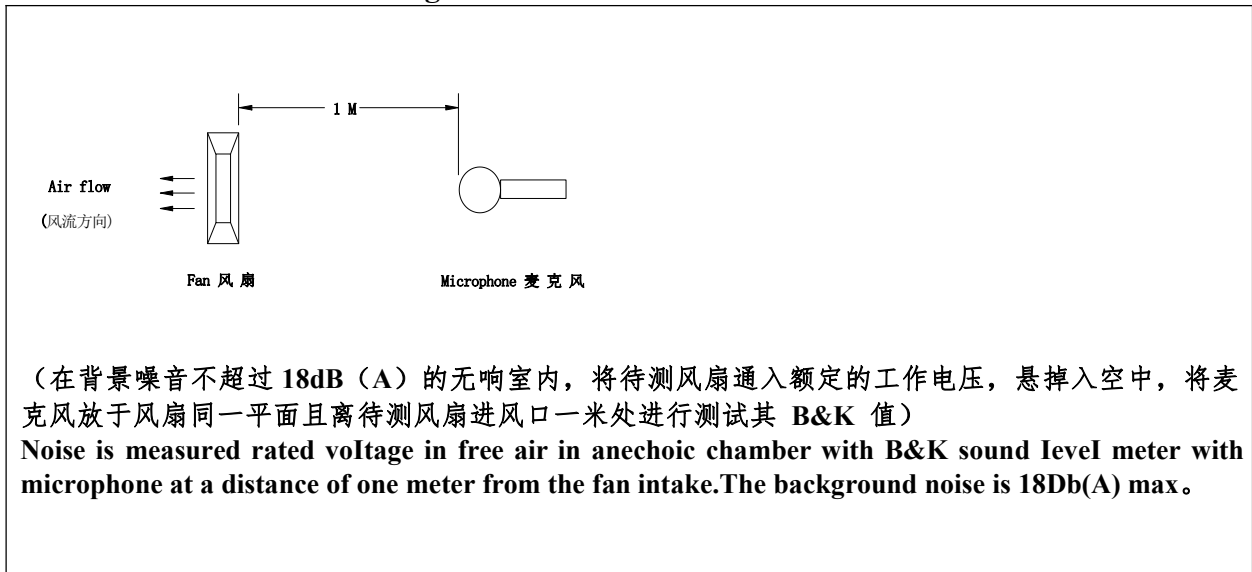 1 M
Air flow
(风流方向)
Fan 风 扇
Microphone 麦 克 风
（在背景噪音不超过 18dB（A）的无响室内，将待测风扇通入额定的工作电压，悬掉入空中，将麦
克风放于风扇同一平面且离待测风扇进风口一米处进行测试其 B&K 值）
Noise is measured rated voItage in free air in anechoic chamber with B&K sound IeveI meter with
microphone at a distance of one meter from the fan intake.The background noise is 18Db(A) max。